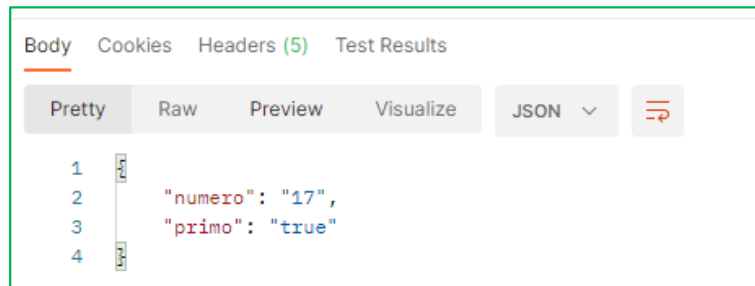 Body Cookies Headers (5) Test Results
Pretty Raw Preview Visualize JSON
1 {
2 "numero": "17",
3 "primo": "true"
4 }